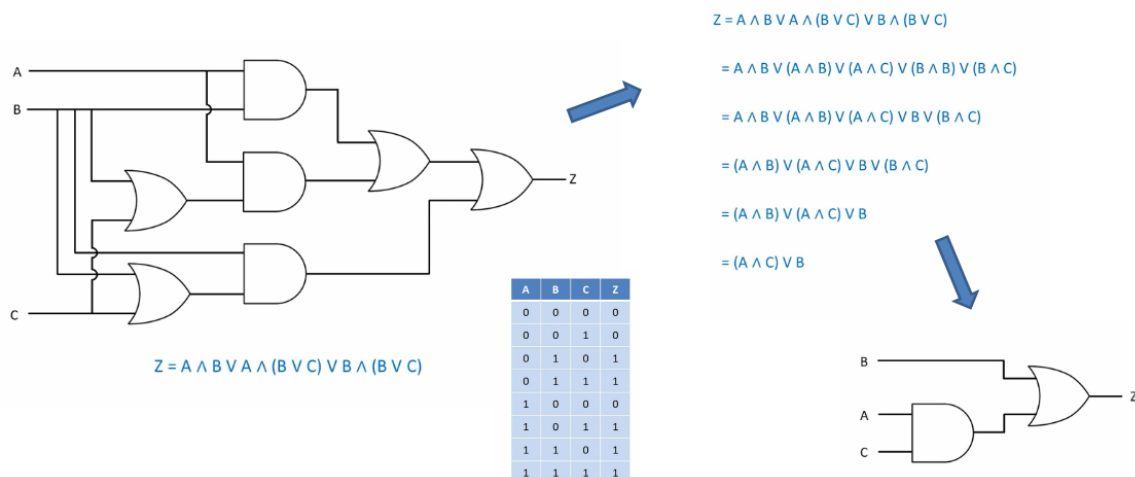 A
B
C
Z
Z = A ∧ B V A ∧ (B V C) V B ∧ (B V C)
A B C Z
0 0 0 0
0 0 1 0
0 1 0 1
0 1 1 1
1 0 0 0
1 0 1 1
1 1 0 1
1 1 1 1
Z = A ∧ B V A ∧ (B V C) V B ∧ (B V C)
= A ∧ B V (A ∧ B) V (A ∧ C) V (B ∧ B) V (B ∧ C)
= A ∧ B V (A ∧ B) V (A ∧ C) V B V (B ∧ C)
= (A ∧ B) V (A ∧ C) V B V (B ∧ C)
= (A ∧ B) V (A ∧ C) V B
= (A ∧ C) V B
B
A
C
Z